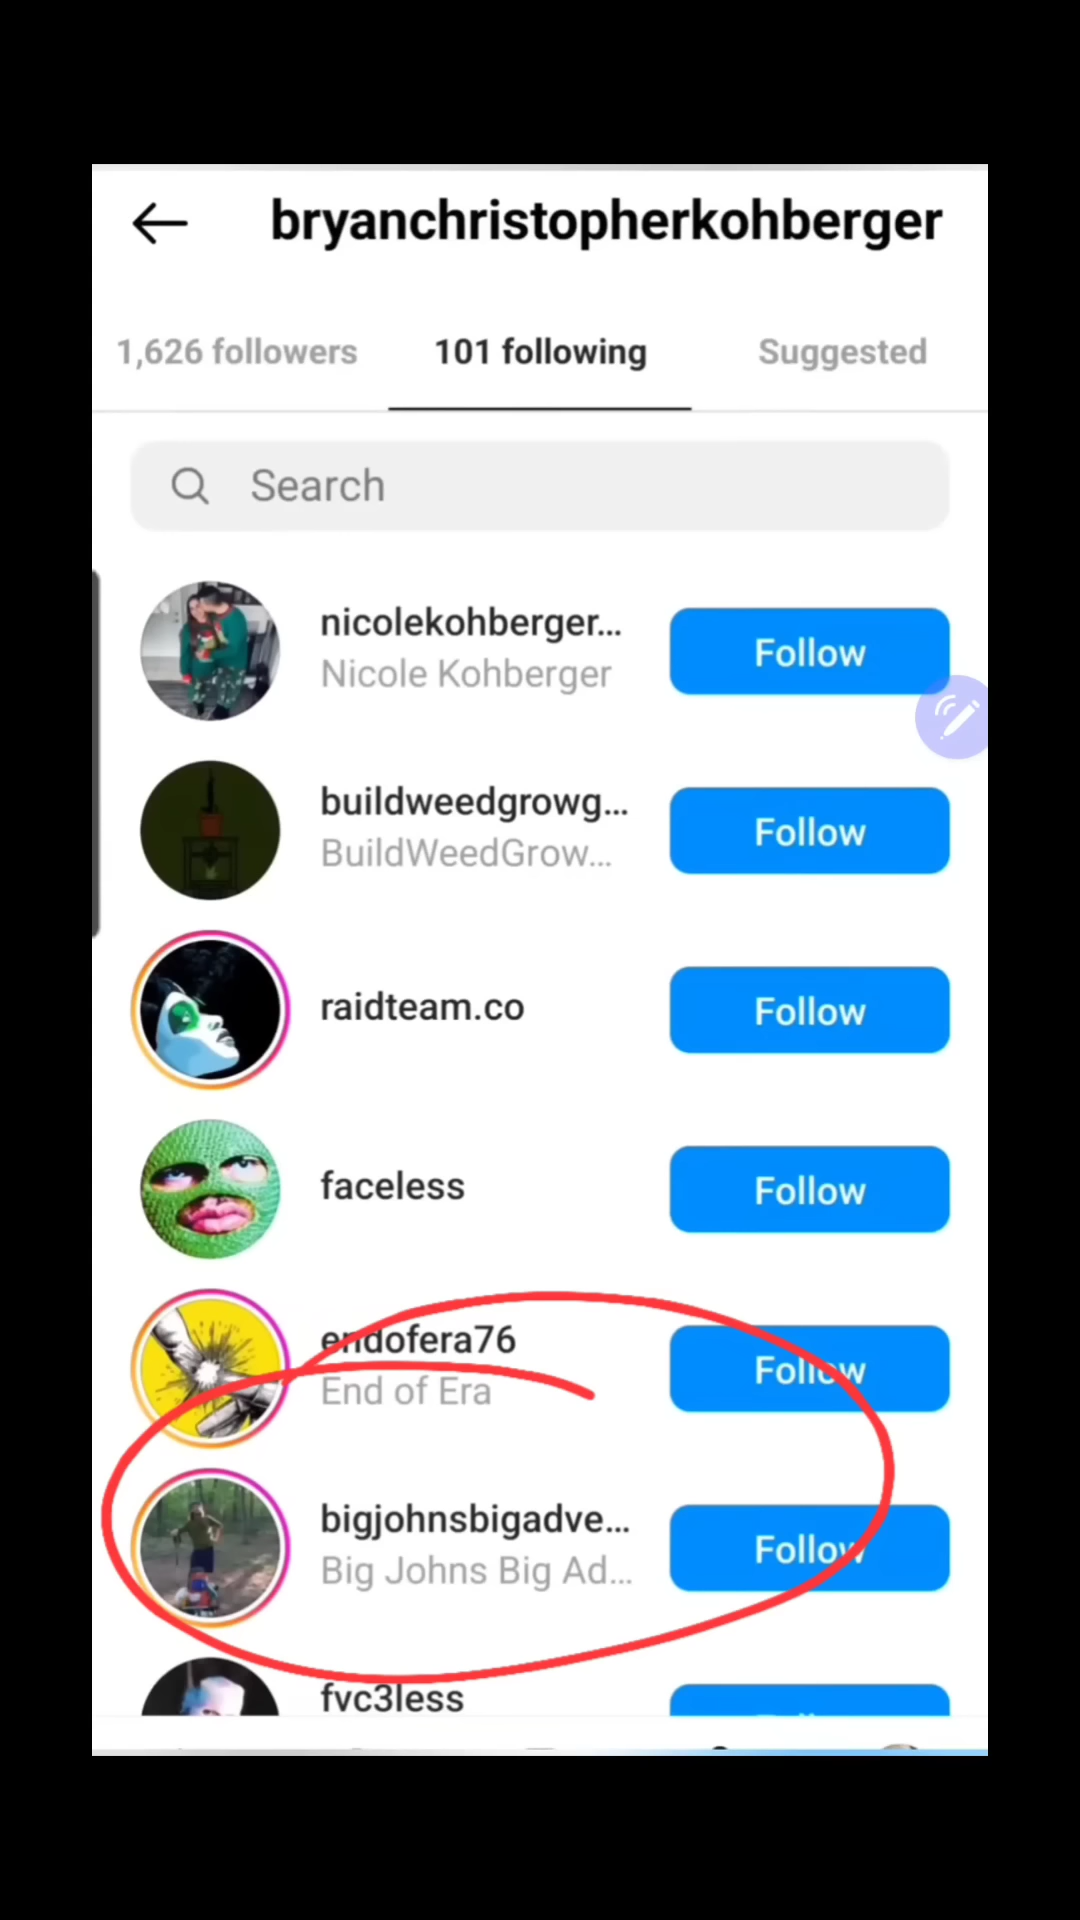 bryanchristopherkohberger
1,626 followers 101 following Suggested
Search
nicolekohberger...
Nicole Kohberger
Follow
buildweedgrowg...
BuildWeedGrow...
Follow
raidteam.co
Follow
faceless
Follow
endofera76
End of Era
Follow
bigjohnsbigadve...
Big Johns Big Ad...
Follow
fvc3less